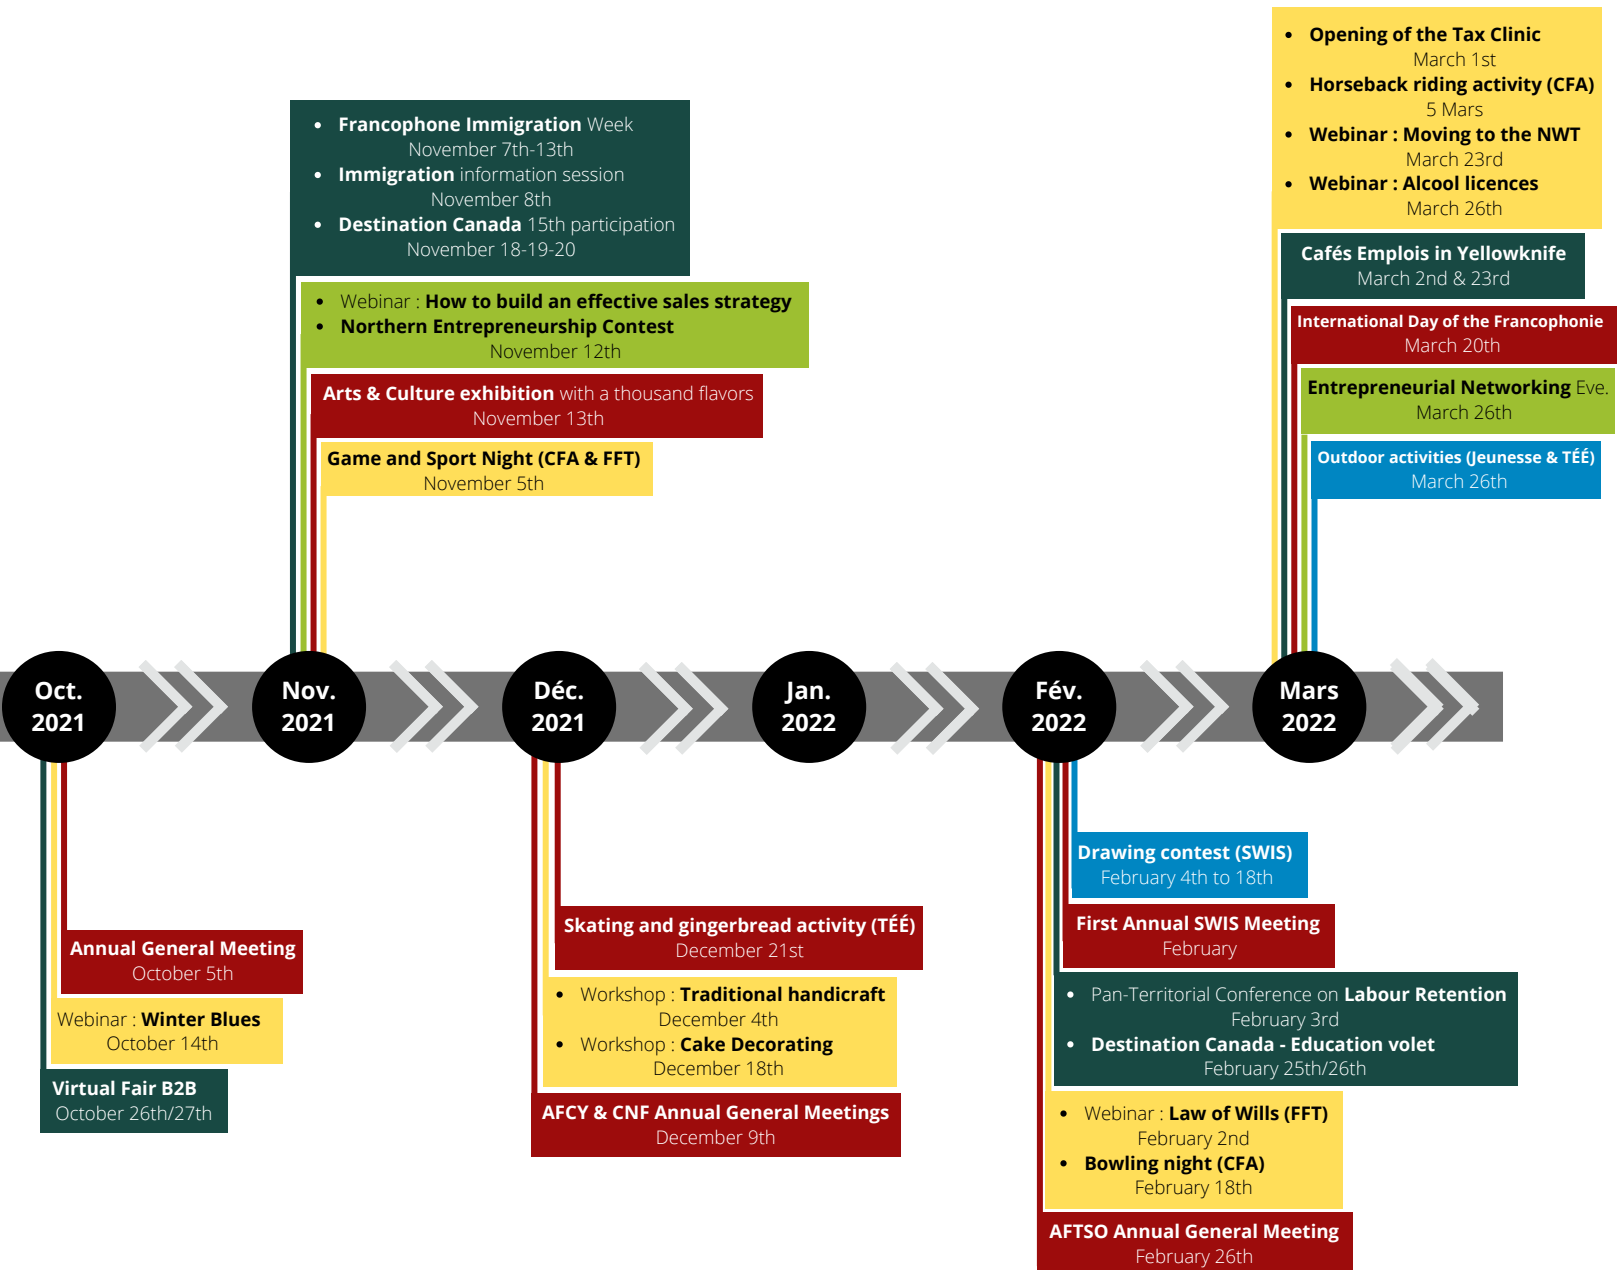 Opening of the Tax Clinic
March 1st
Horseback riding activity (CFA)
5 Mars
Webinar : Moving to the NWT
March 23rd
Webinar : Alcool licences
March 26th
Francophone Immigration Week
November 7th-13th
Immigration information session
November 8th
Destination Canada 15th participation
November 18-19-20
Cafés Emplois in Yellowknife
March 2nd & 23rd
Webinar : How to build an effective sales strategy
Northern Entrepreneurship Contest
November 12th
International Day of the Francophonie
March 20th
Arts & Culture exhibition with a thousand flavors
November 13th
Entrepreneurial Networking Eve.
March 26th
Game and Sport Night (CFA & FFT)
November 5th
Outdoor activities (Jeunesse & TÉÉ)
March 26th
Oct.
2021
Nov.
2021
Déc.
2021
Jan.
2022
Fév.
2022
Mars
2022
Annual General Meeting
October 5th
Webinar : Winter Blues
October 14th
Virtual Fair B2B
October 26th/27th
Skating and gingerbread activity (TÉÉ)
December 21st
Workshop : Traditional handicraft
December 4th
Workshop : Cake Decorating
December 18th
AFCY & CNF Annual General Meetings
December 9th
Drawing contest (SWIS)
February 4th to 18th
First Annual SWIS Meeting
February
Pan-Territorial Conference on Labour Retention
February 3rd
Destination Canada - Education volet
February 25th/26th
Webinar : Law of Wills (FFT)
February 2nd
Bowling night (CFA)
February 18th
AFTSO Annual General Meeting
February 26th